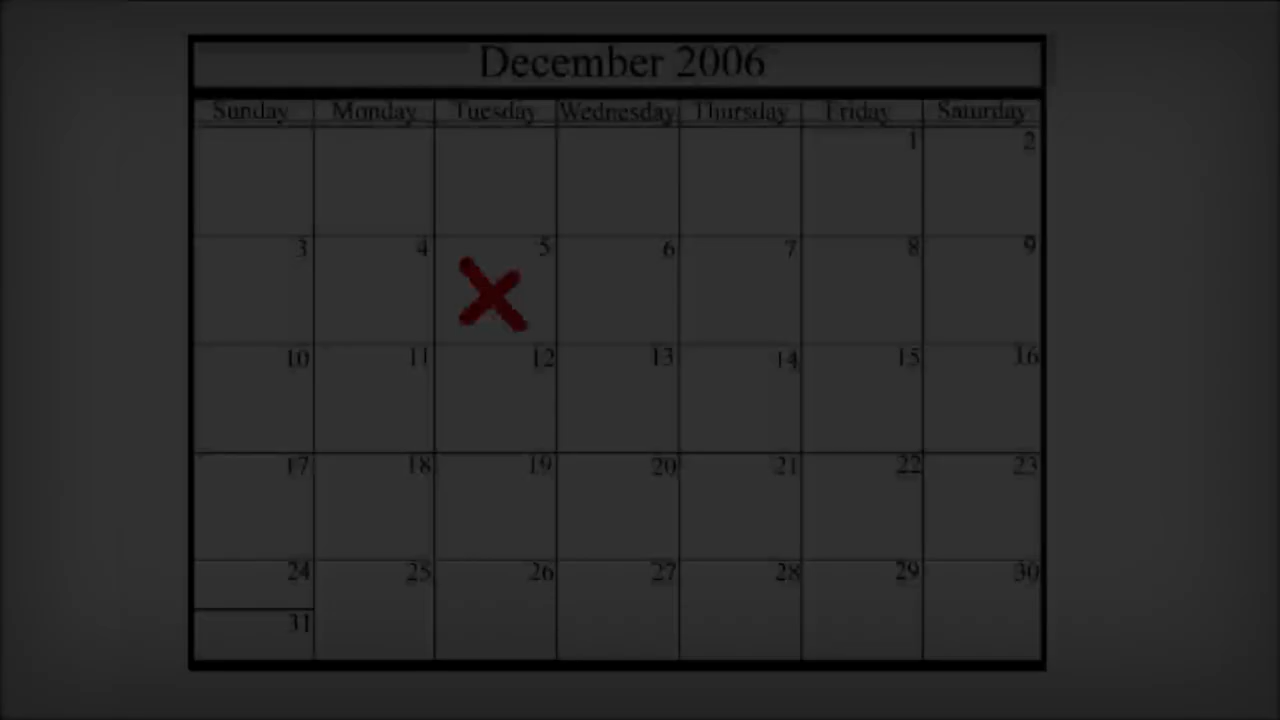 December 2006
Sunday Monday Tuesday Wednesday Thursday Friday Saturday
1 2
3 4 5 6 7 8 9
10 11 12 13 14 15 16
17 18 19 20 21 22 23
24 25 26 27 28 29 30
31